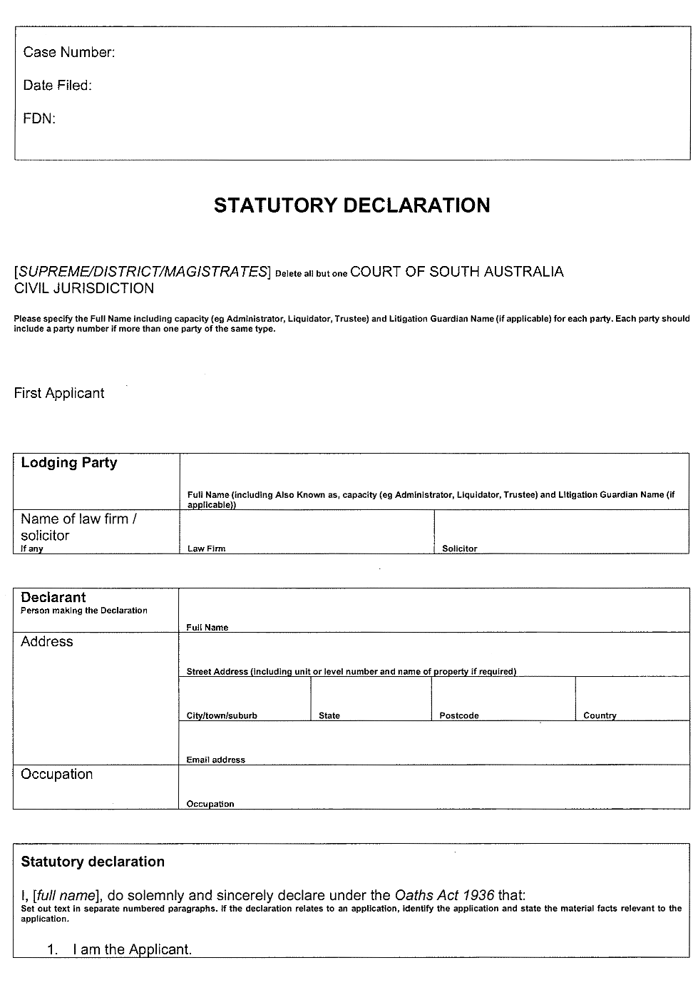 Case Number:
Date Filed:
FDN:
STATUTORY DECLARATION
[SUPREME/DISTRICT/MAGISTRATES] Delete all but one COURT OF SOUTH AUSTRALIA
CIVIL JURISDICTION
Please specify the Full Name including capacity (eg Administrator, Liquidator, Trustee) and Litigation Guardian Name (if applicable) for each party. Each party should
include a party number if more than one party of the same type.
First Applicant
Lodging Party
Full Name (including Also Known as, capacity (eg Administrator, Liquidator, Trustee) and Litigation Guardian Name (if
applicable))
Name of law firm /
solicitor
If any
Law Firm
Solicitor
Declarant
Person making the Declaration
Full Name
Address
Street Address (including unit or level number and name of property if required)
City/town/suburb
State
Postcode
Country
Email address
Occupation
Occupation
Statutory declaration
I, [full name], do solemnly and sincerely declare under the Oaths Act 1936 that:
Set out text in separate numbered paragraphs. If the declaration relates to an application, identify the application and state the material facts relevant to the
application.
1. I am the Applicant.